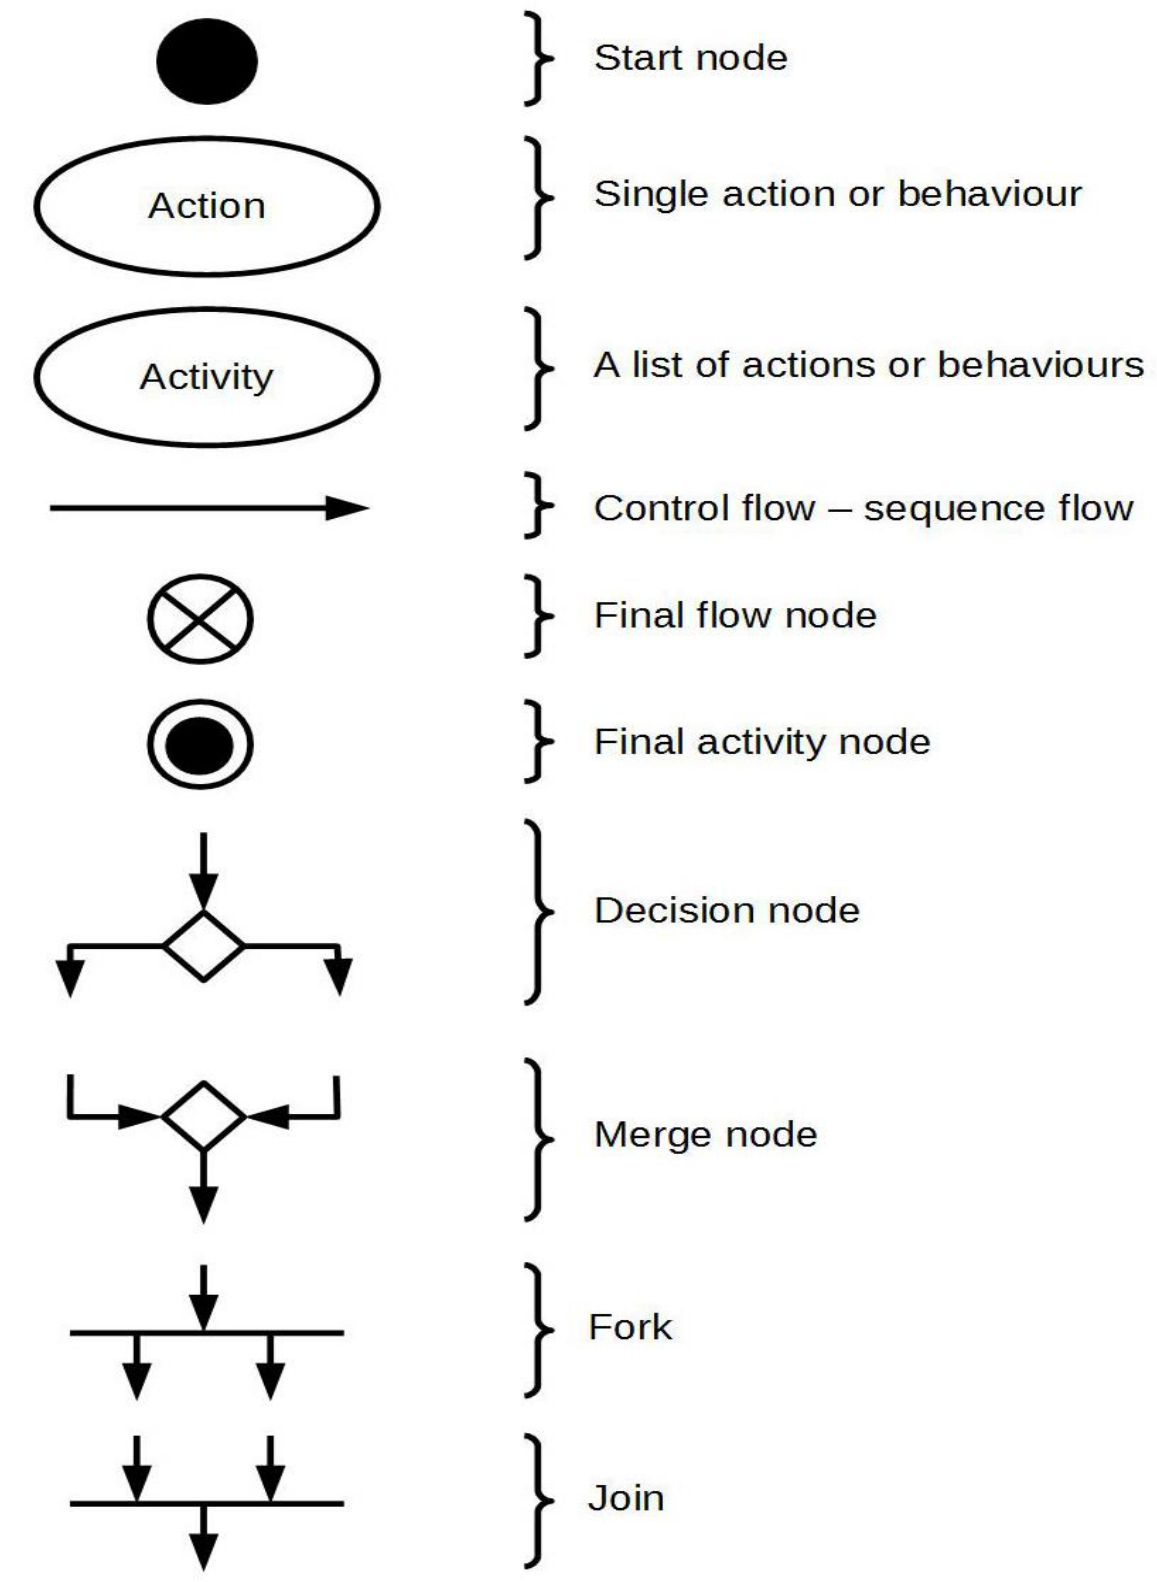 Start node
Action
Single action or behaviour
Activity
A list of actions or behaviours
Control flow – sequence flow
Final flow node
Final activity node
Decision node
Merge node
Fork
Join